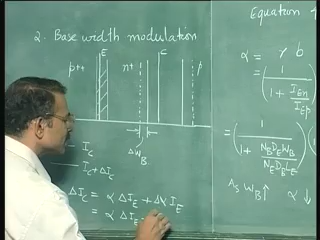 2. Base width modulation
E C
p++ n+ p
ΔW_B
— I_C
— I_C + ΔI_C
ΔI_C = α ΔI_E + Δα I_E
= α ΔI_E
Equation
α = γ b
= ( 1 / (1 + I_En / I_Ep) )
= ( 1 / (1 + N_B D_E W_B / N_E D_B L_E) )
As W_B ↑ α ↓